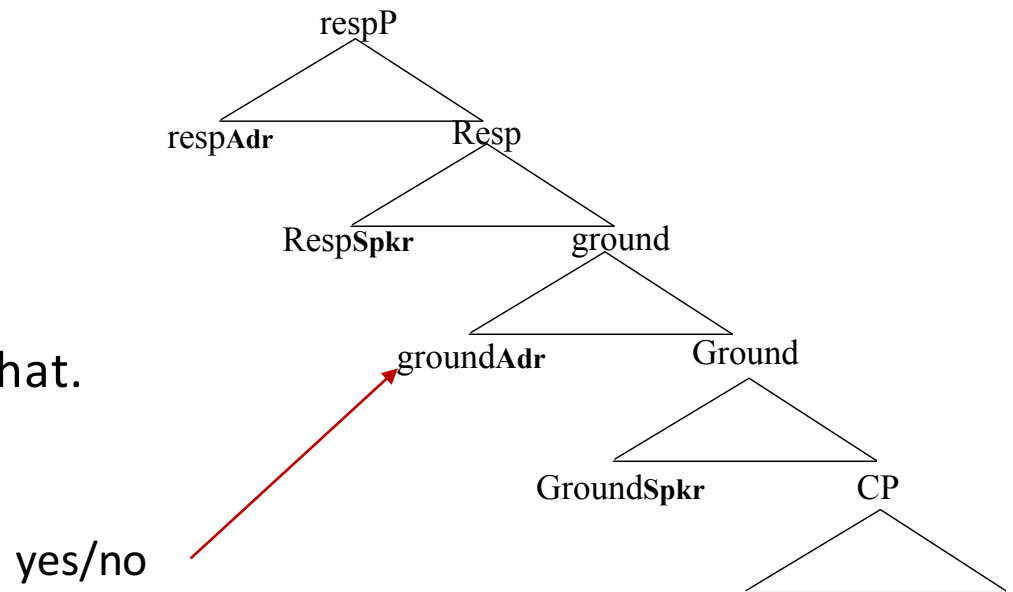 respP
respAdr Resp
RespSpkr ground
hat.
groundAdr Ground
GroundSpkr CP
yes/no